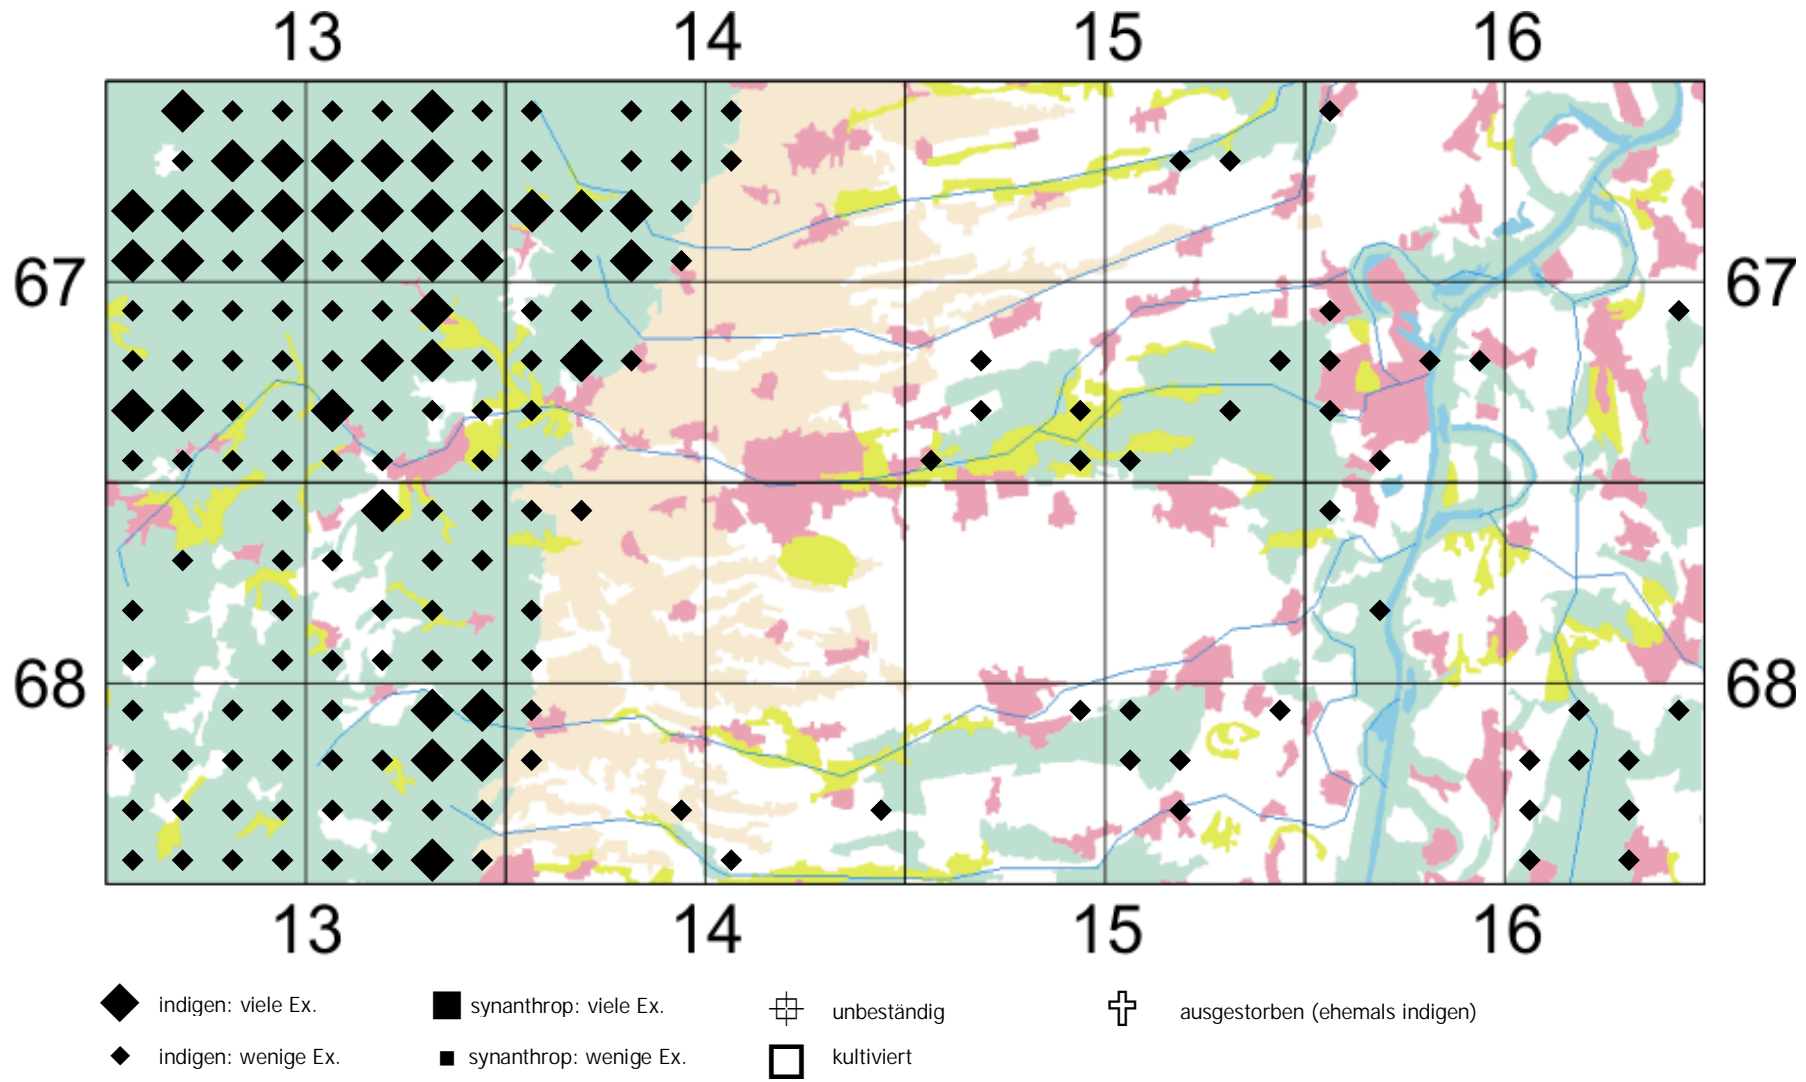 13 14 15 16
67 67
68 68
13 14 15 16
indigen: viele Ex. synanthrop: viele Ex. unbeständig ausgestorben (ehemals indigen)
indigen: wenige Ex. synanthrop: wenige Ex. kultiviert